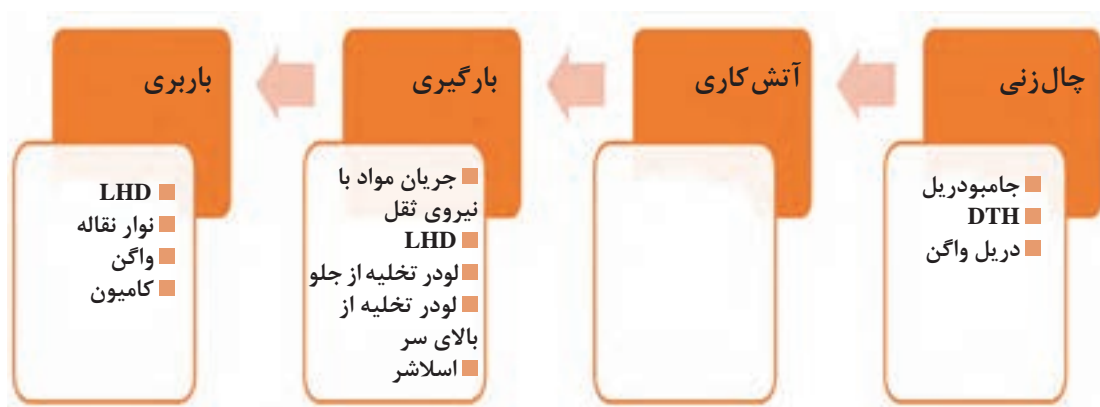 چال‌زنی
جامبودریل
DTH
دریل واگن
آتش‌کاری
بارگیری
جریان مواد با
نیروی ثقل
LHD
لودر تخلیه از جلو
لودر تخلیه از
بالای سر
اسلاشر
باربری
LHD
نوار نقاله
واگن
کامیون